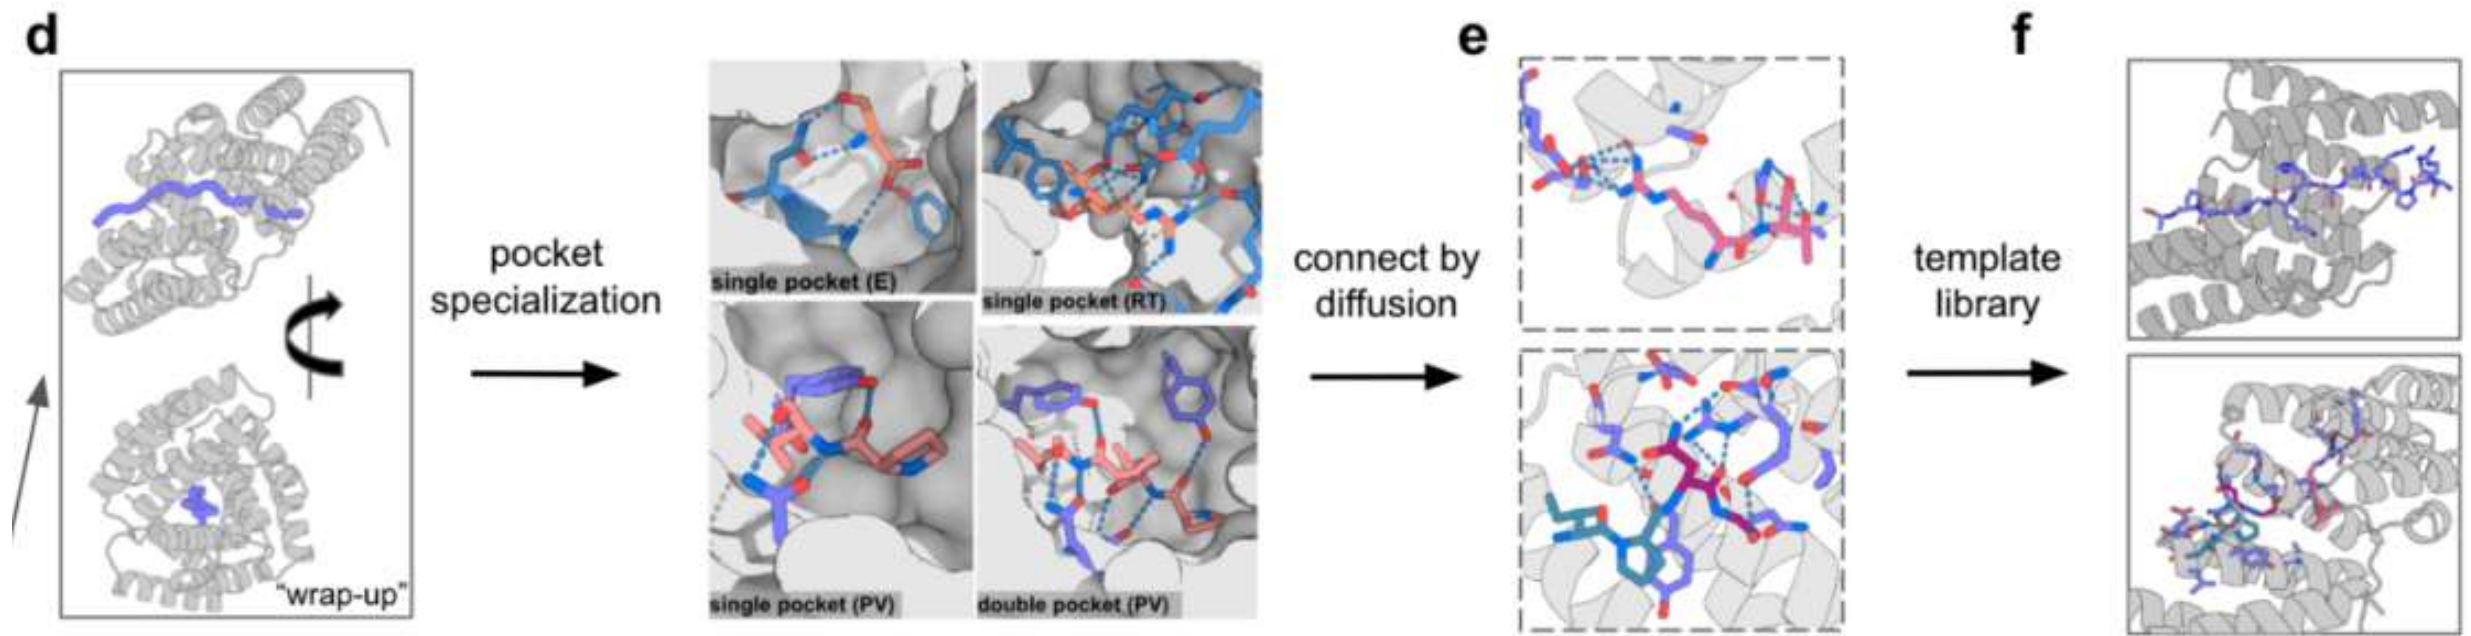 d
"wrap-up"
pocket
specialization
single pocket (E)
single pocket (RT)
single pocket (PV)
double pocket (PV)
connect by
diffusion
e
template
library
f